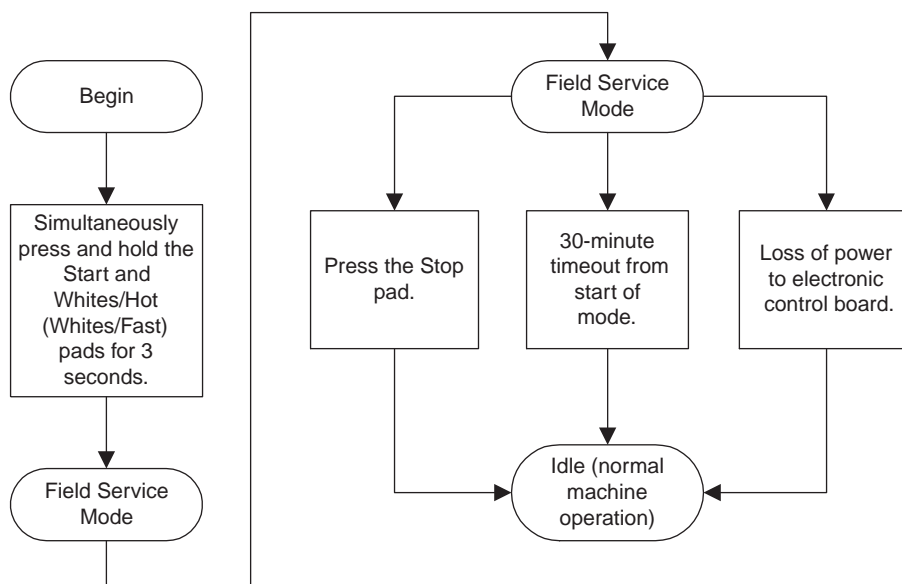 Begin
Simultaneously
press and hold the
Start and
Whites/Hot
(Whites/Fast)
pads for 3
seconds.
Field Service
Mode
Field Service
Mode
Press the Stop
pad.
30-minute
timeout from
start of
mode.
Loss of power
to electronic
control board.
Idle (normal
machine
operation)